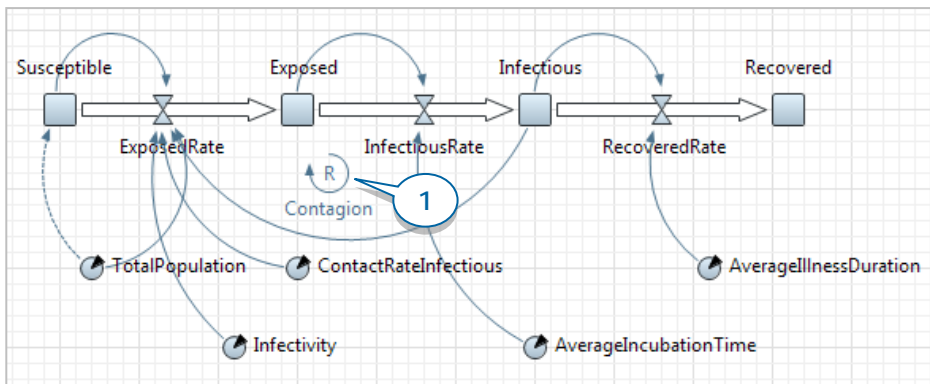 Susceptible
Exposed
Infectious
Recovered
ExposedRate
InfectiousRate
RecoveredRate
R
Contagion
1
TotalPopulation
ContactRateInfectious
AverageIllnessDuration
Infectivity
AverageIncubationTime